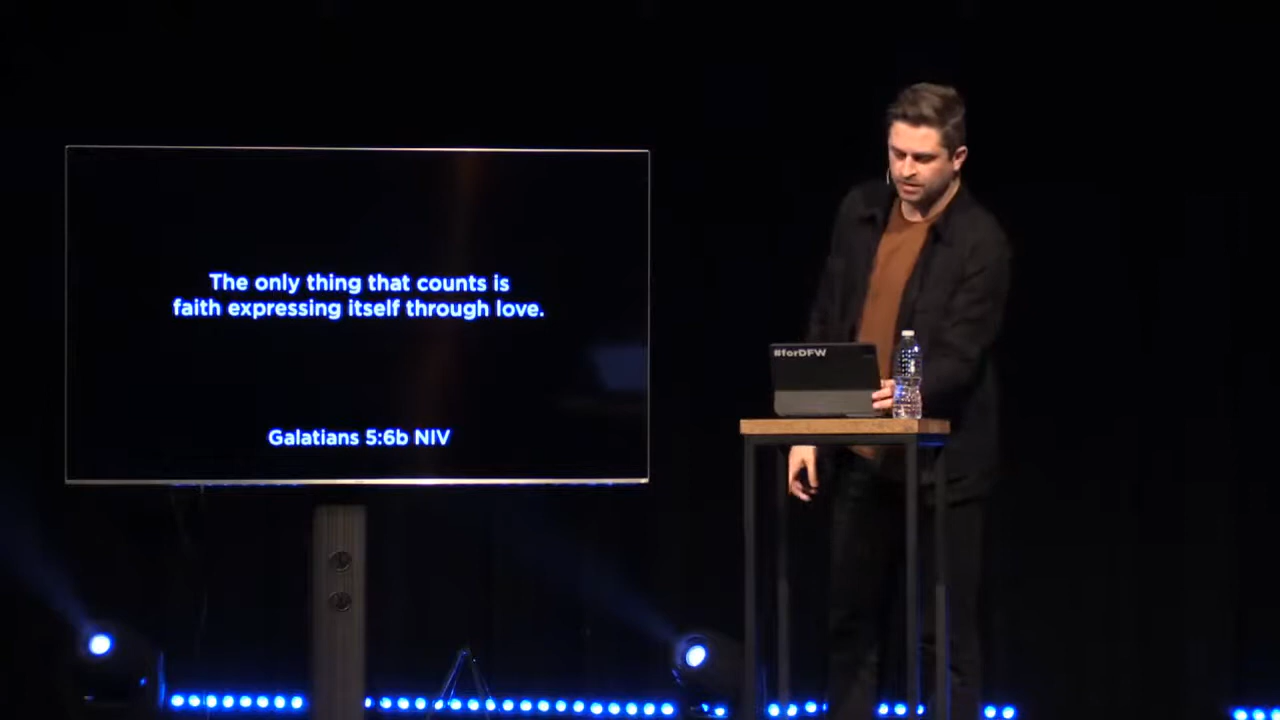 The only thing that counts is
faith expressing itself through love.
Galatians 5:6b NIV
#forDFW